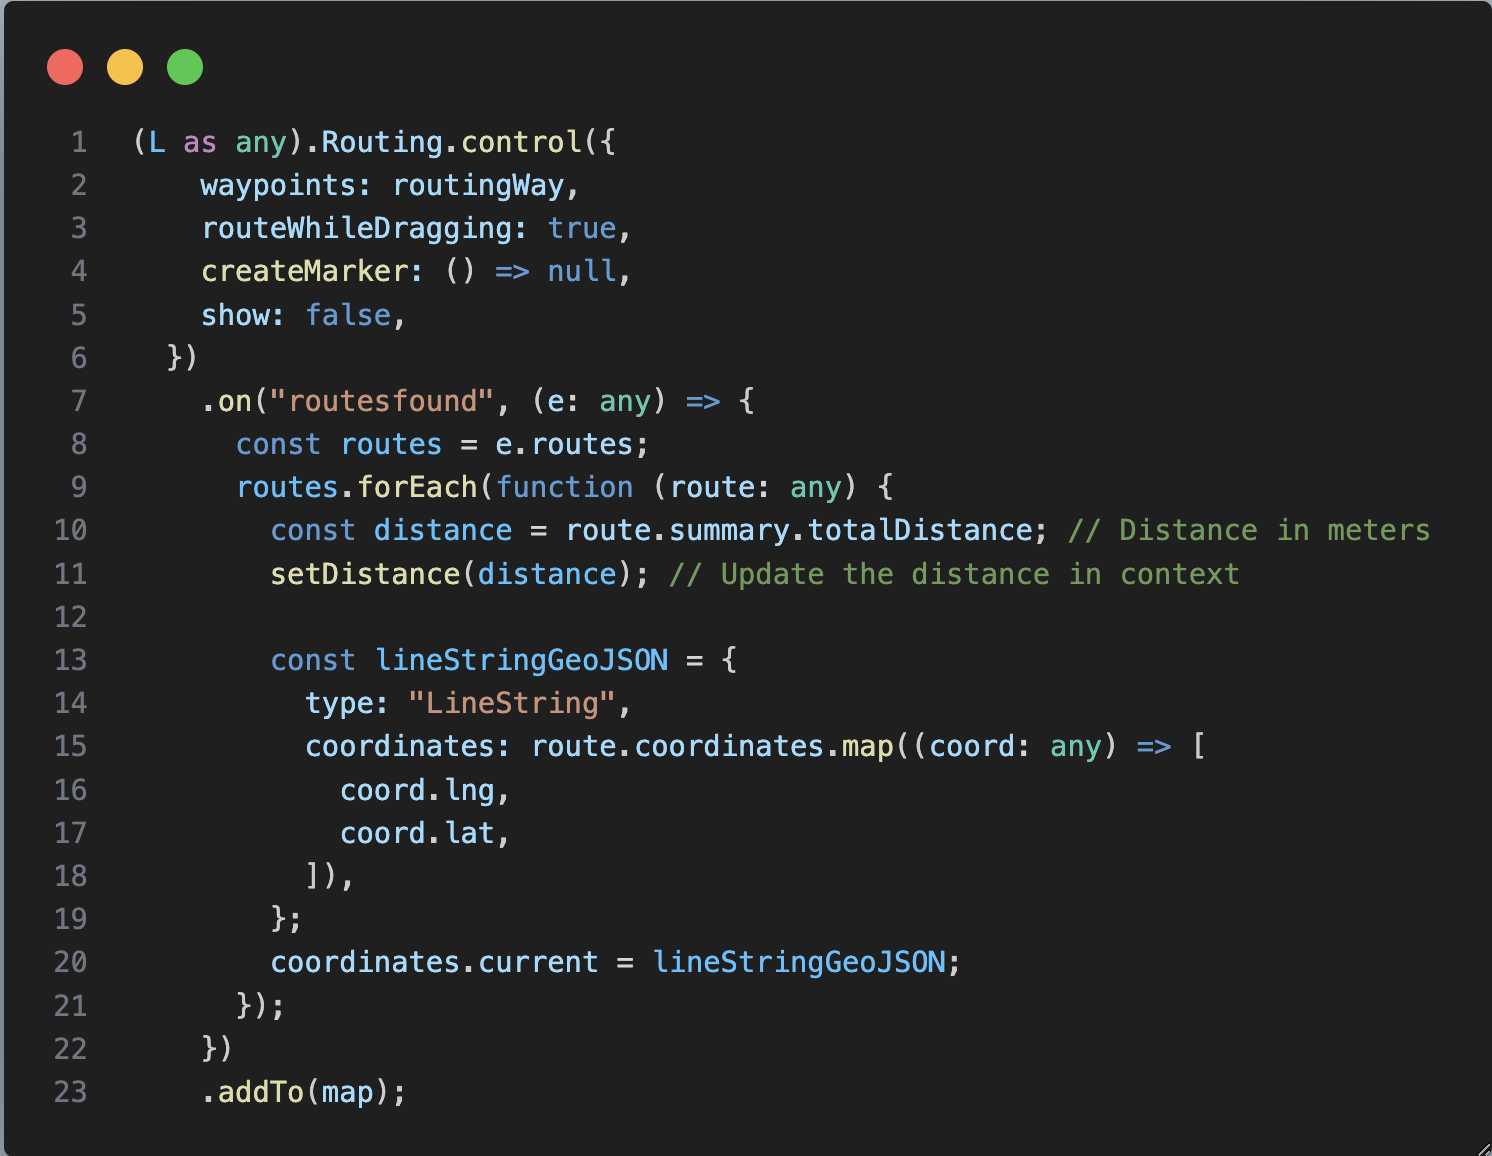 1 (L as any).Routing.control({
2 waypoints: routingWay,
3 routeWhileDragging: true,
4 createMarker: () => null,
5 show: false,
6 })
7 .on("routesfound", (e: any) => {
8 const routes = e.routes;
9 routes.forEach(function (route: any) {
10 const distance = route.summary.totalDistance; // Distance in meters
11 setDistance(distance); // Update the distance in context
12
13 const lineStringGeoJSON = {
14 type: "LineString",
15 coordinates: route.coordinates.map((coord: any) => [
16 coord.lng,
17 coord.lat,
18 ]),
19 };
20 coordinates.current = lineStringGeoJSON;
21 });
22 })
23 .addTo(map);